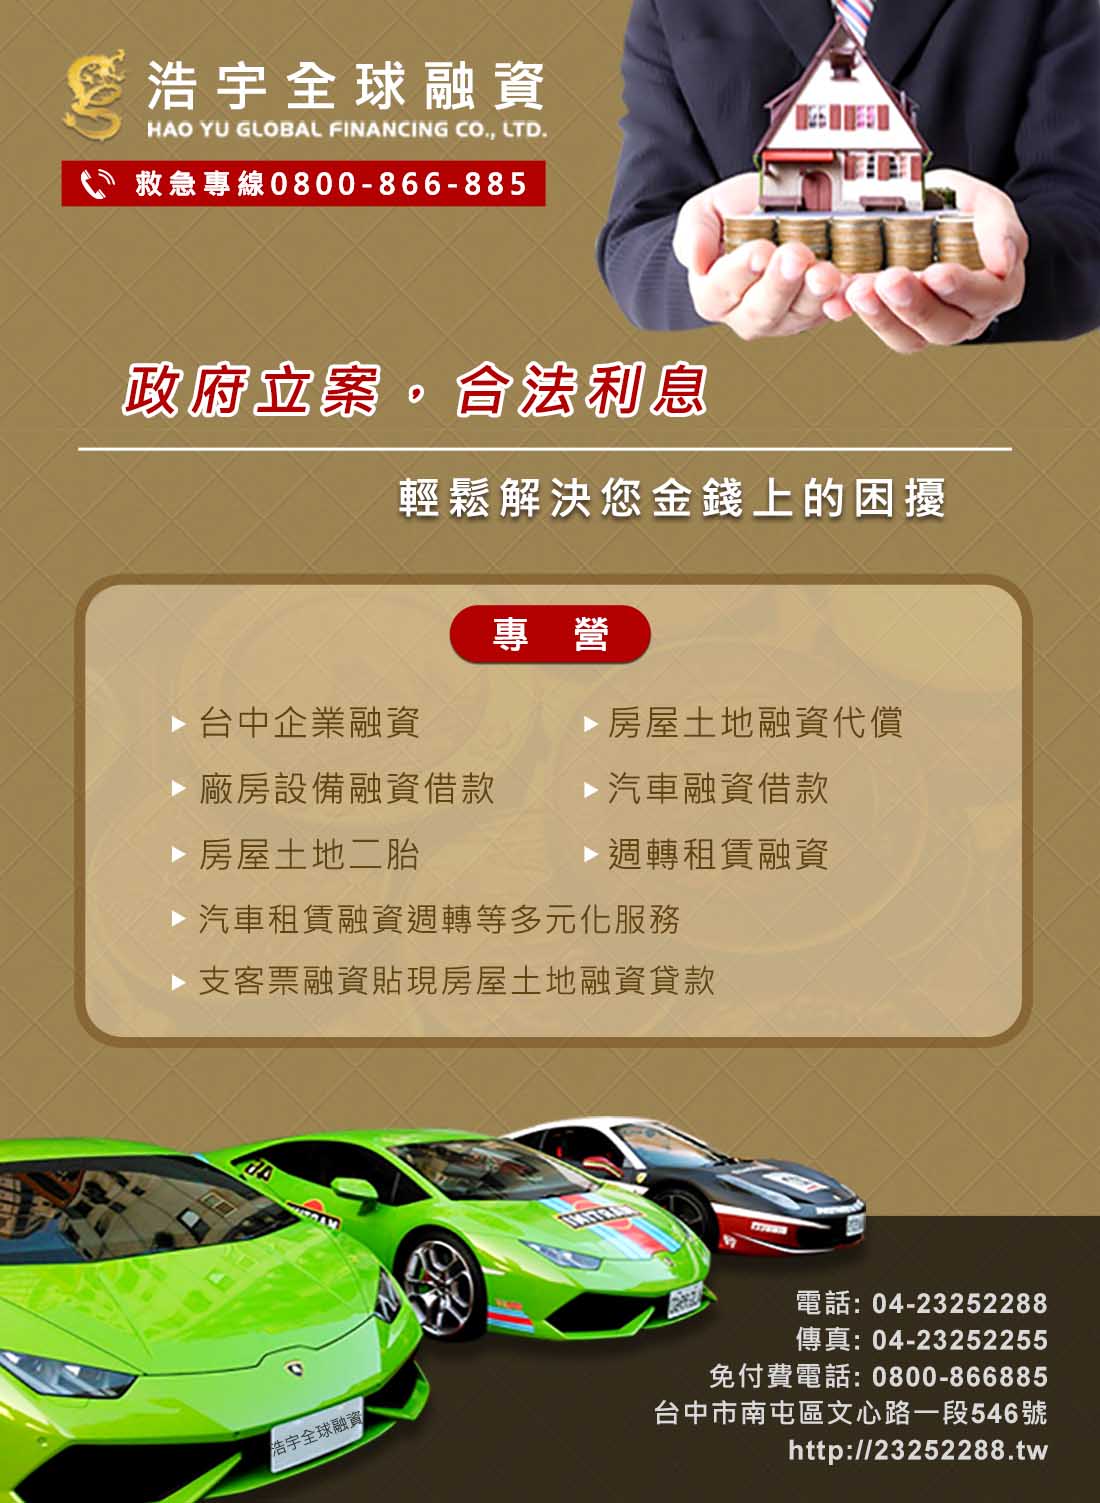 浩宇全球融資
HAO YU GLOBAL FINANCING CO., LTD.
救急專線0800-866-885
政府立案，合法利息
輕鬆解決您金錢上的困擾
專 營
台中企業融資
房屋土地融資代償
廠房設備融資借款
汽車融資借款
房屋土地二胎
週轉租賃融資
汽車租賃融資週轉等多元化服務
支客票融資貼現房屋土地融資貸款
浩宇全球融資
電話: 04-23252288
傳真: 04-23252255
免付費電話: 0800-866885
台中市南屯區文心路一段546號
http://23252288.tw